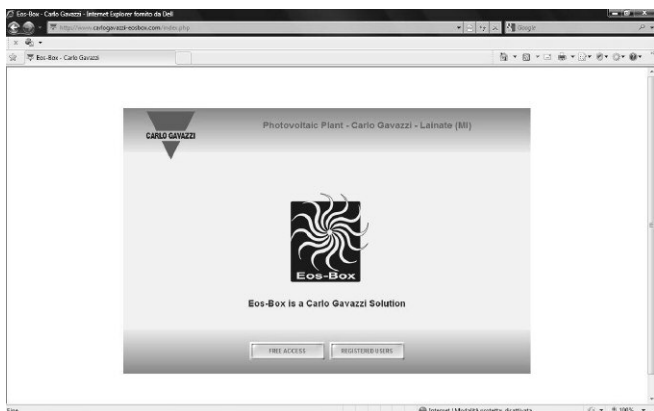 Eos-Box - Carlo Gavazzi - Internet Explorer fornito da Dell
http://www.carlogavazzi-eosbox.com/index.php
Google
Eos-Box - Carlo Gavazzi
CARLO GAVAZZI
Photovoltaic Plant - Carlo Gavazzi - Lainate (MI)
Eos-Box
Eos-Box is a Carlo Gavazzi Solution
FREE ACCESS
REGISTERED USERS
Fine
Internet | Modalità protetta: disattivata
100%